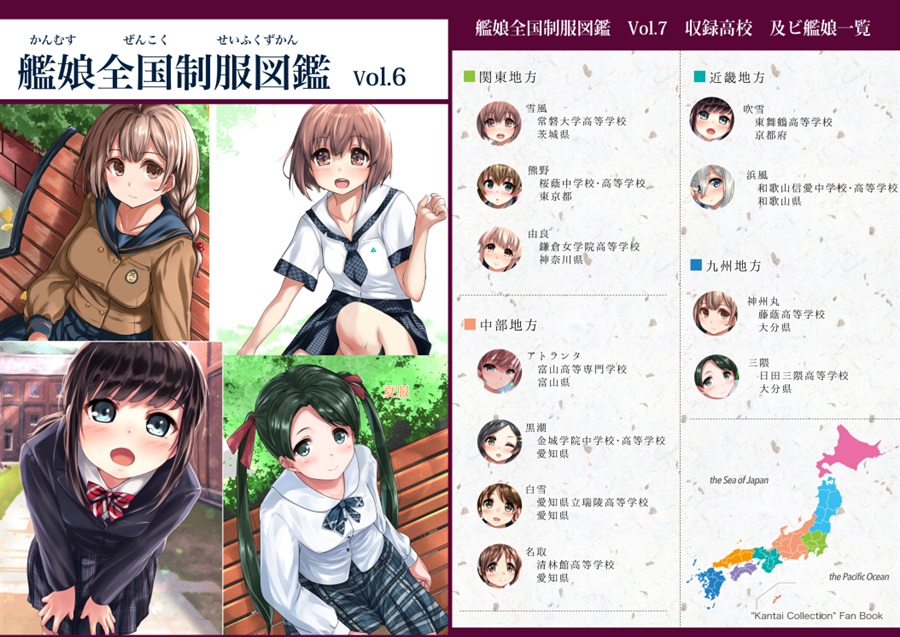 かんむす ぜんこく せいふくずかん
艦娘全国制服図鑑 Vol.6
夏服
艦娘全国制服図鑑 Vol.7 収録高校 及ビ艦娘一覧
関東地方
雪風
常磐大学高等学校
茨城県
熊野
桜蔭中学校・高等学校
東京都
由良
鎌倉女学院高等学校
神奈川県
中部地方
アトランタ
富山高等専門学校
富山県
黒潮
金城学院中学校・高等学校
愛知県
白雪
愛知県立瑞陵高等学校
愛知県
名取
清林館高等学校
愛知県
近畿地方
吹雪
東舞鶴高等学校
京都府
浜風
和歌山信愛中学校・高等学校
和歌山県
九州地方
神州丸
藤蔭高等学校
大分県
三隈
日田三隈高等学校
大分県
the Sea of Japan
the Pacific Ocean
"Kantai Collection" Fan Book